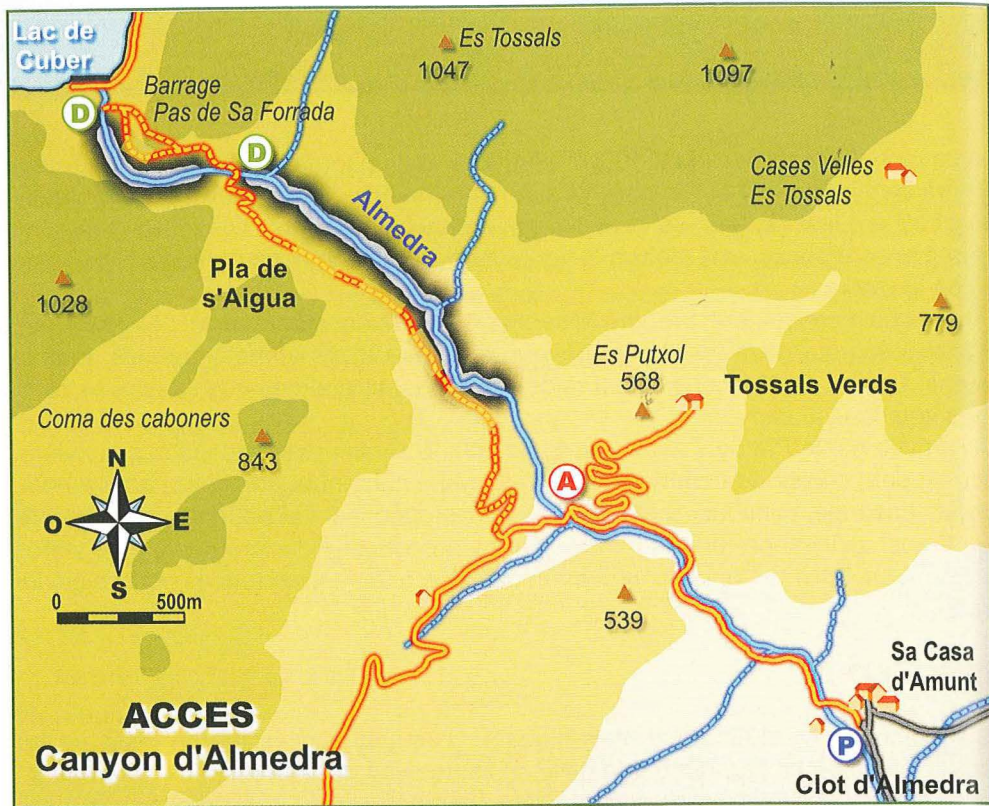 Lac de
Cuber
Barrage
Pas de Sa Forrada
Es Tossals
1047
1097
D
D
Cases Velles
Es Tossals
Almedra
Pla de
s'Aigua
1028
779
Es Putxol
568
Tossals Verds
Coma des caboners
843
N
O
E
S
A
0
500m
539
Sa Casa
d'Amunt
ACCES
Canyon d'Almedra
P
Clot d'Almedra